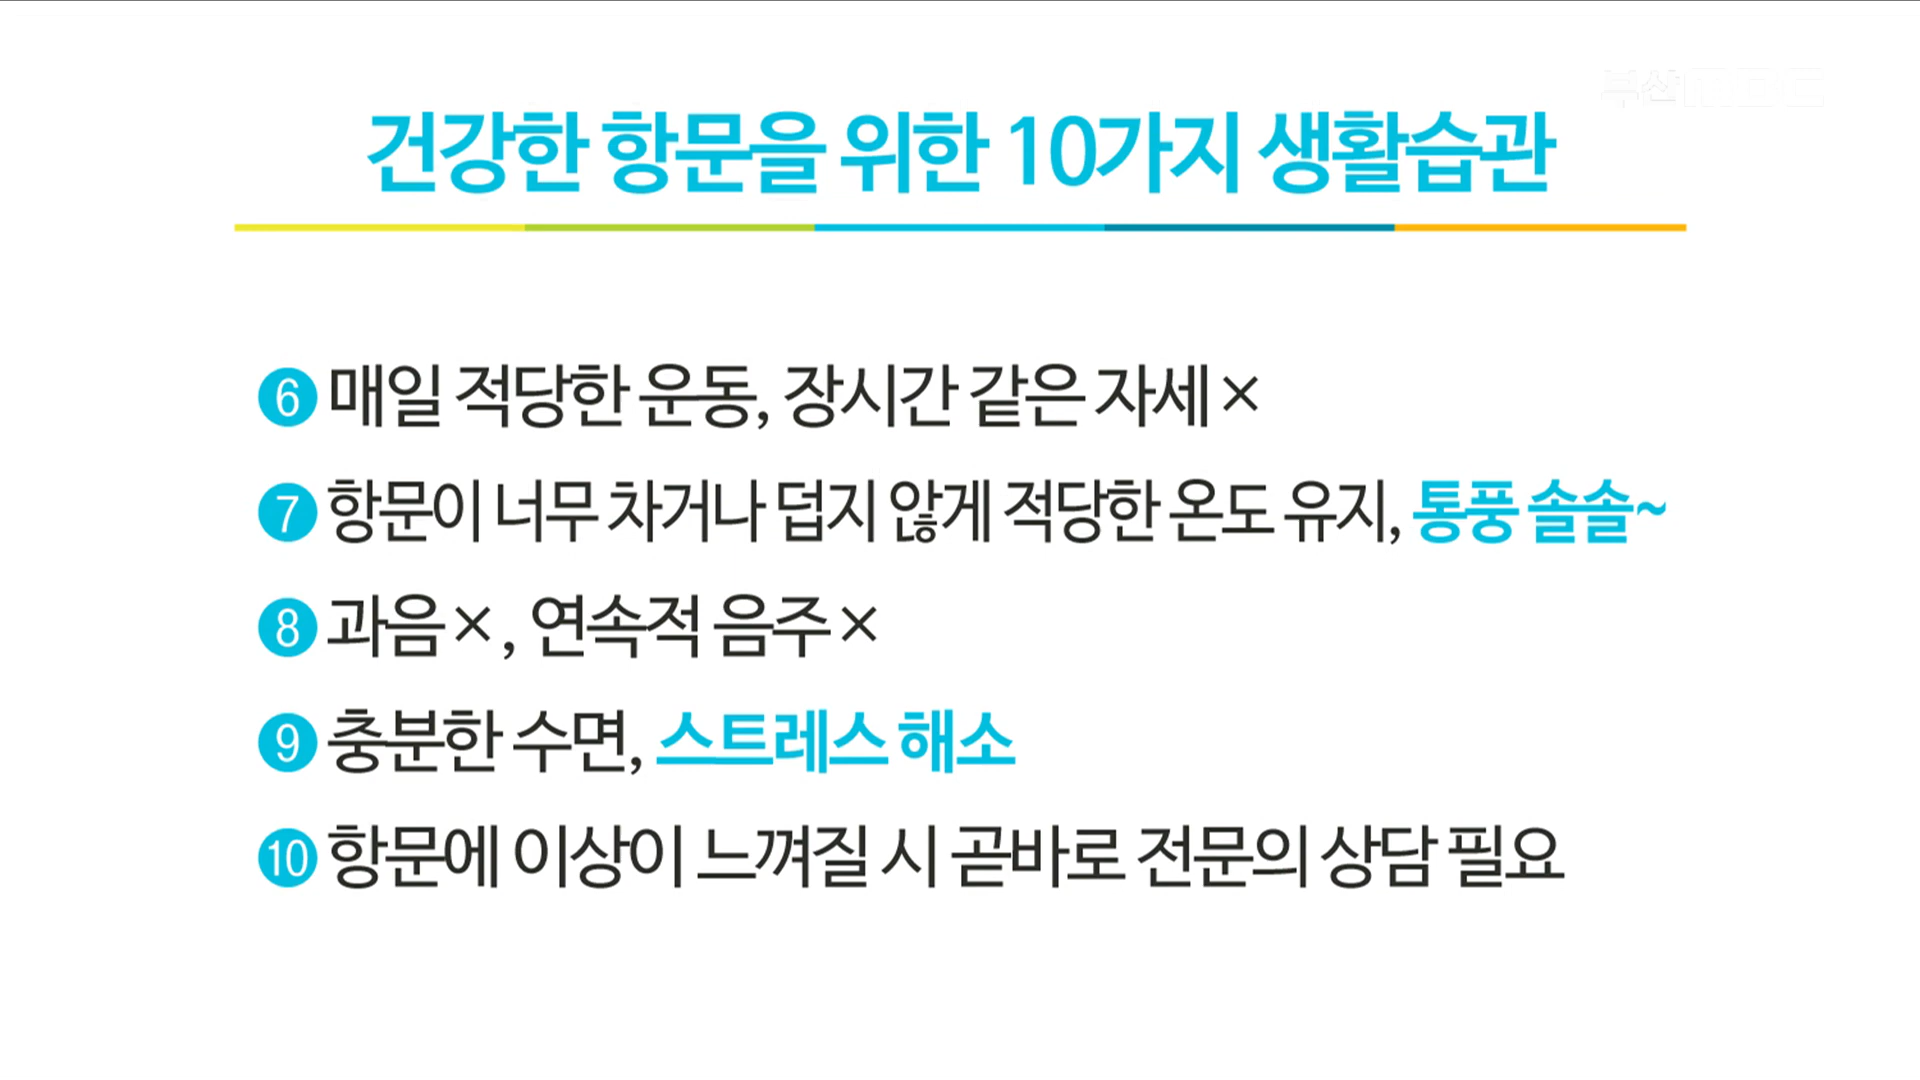 부산MBC
건강한 항문을 위한 10가지 생활습관
6 매일 적당한 운동, 장시간 같은 자세×
7 항문이 너무 차거나 덥지 않게 적당한 온도 유지, 통풍 솔솔~
8 과음×, 연속적 음주×
9 충분한 수면, 스트레스 해소
10 항문에 이상이 느껴질 시 곧바로 전문의 상담 필요